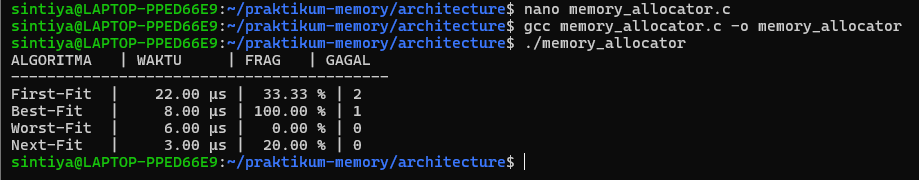 sintiya@LAPTOP-PPED66E9:~/praktikum-memory/architecture$ nano memory_allocator.c
sintiya@LAPTOP-PPED66E9:~/praktikum-memory/architecture$ gcc memory_allocator.c -o memory_allocator
sintiya@LAPTOP-PPED66E9:~/praktikum-memory/architecture$ ./memory_allocator
ALGORITMA   | WAKTU     | FRAG   | GAGAL
------------------------------------------
First-Fit  |    22.00 µs |  33.33 % | 2
Best-Fit   |     8.00 µs | 100.00 % | 1
Worst-Fit  |     6.00 µs |   0.00 % | 0
Next-Fit   |     3.00 µs |  20.00 % | 0
sintiya@LAPTOP-PPED66E9:~/praktikum-memory/architecture$